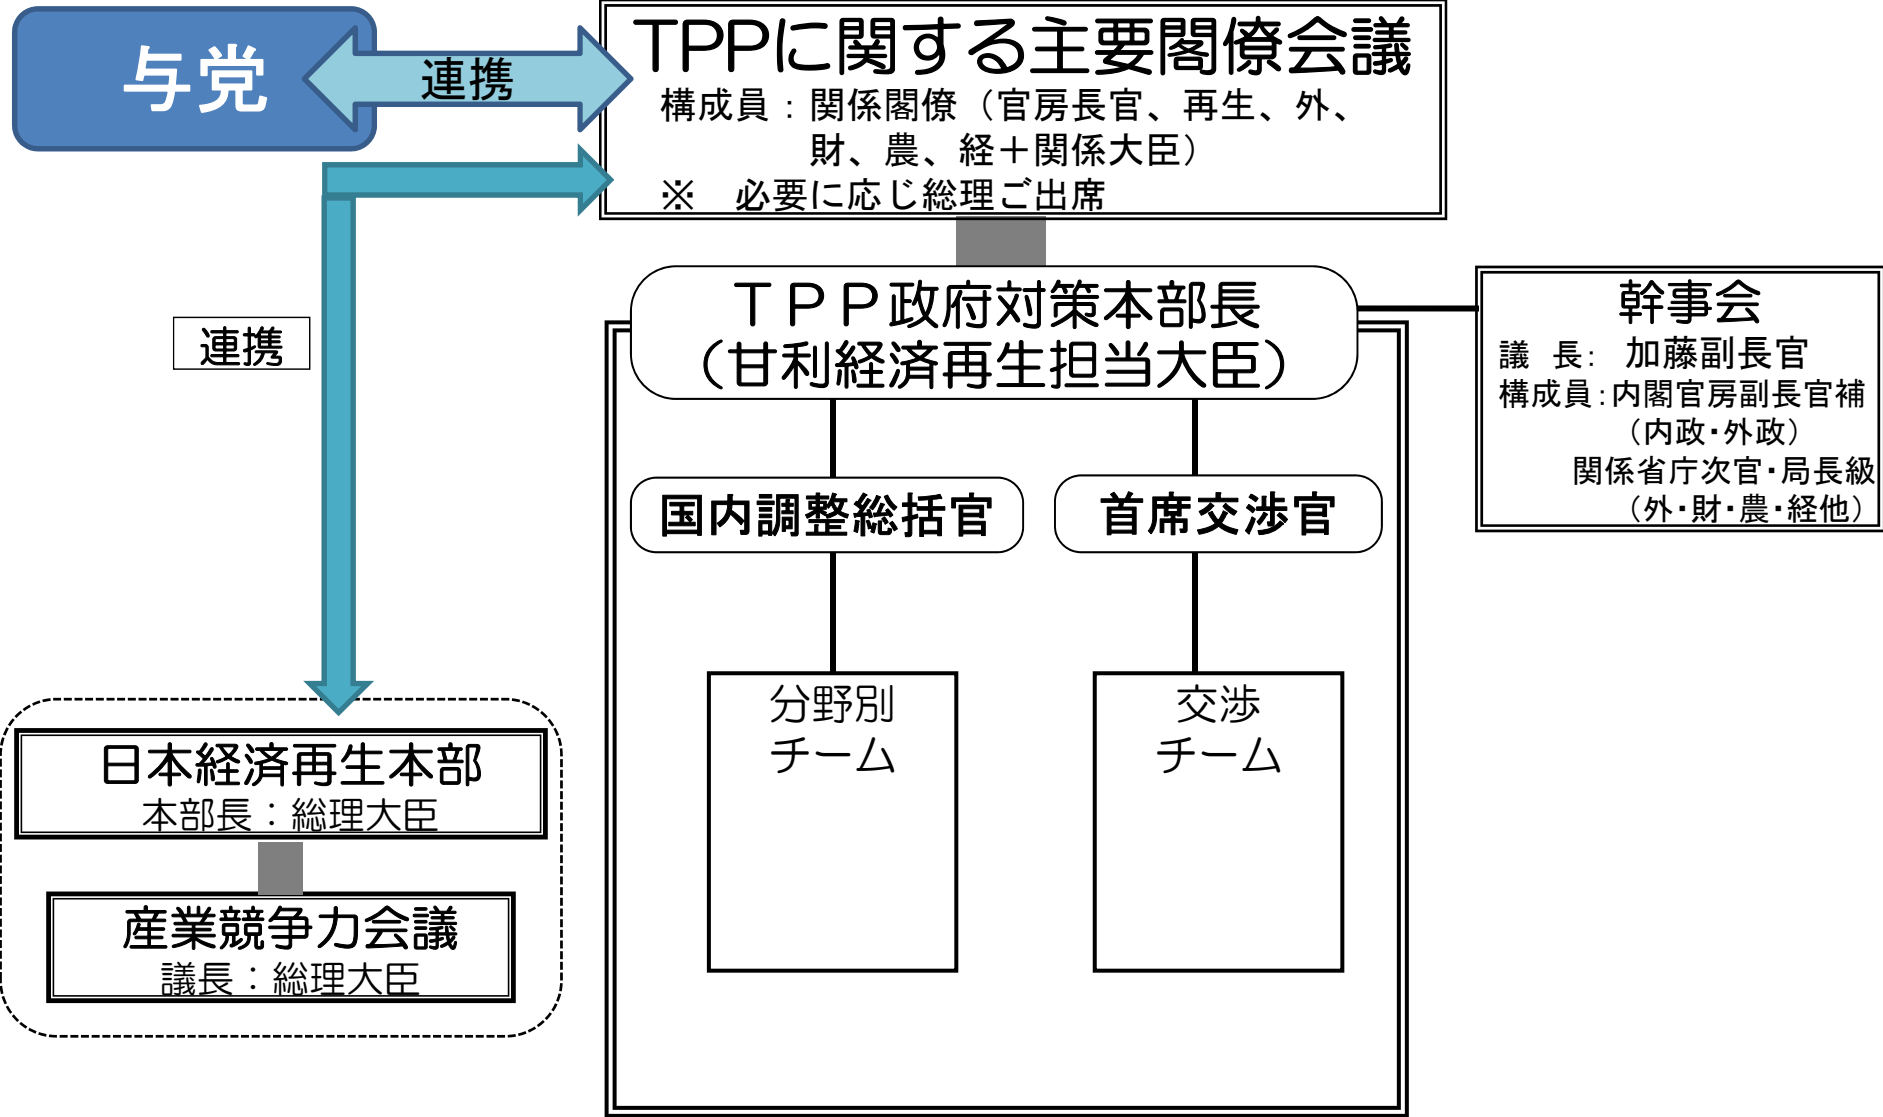 与党
連携
TPPに関する主要閣僚会議
構成員：関係閣僚（官房長官、再生、外、
財、農、経＋関係大臣）
※　必要に応じ総理ご出席
連携
ＴＰＰ政府対策本部長
（甘利経済再生担当大臣）
幹事会
議　長：　加藤副長官
構成員：内閣官房副長官補
（内政・外政）
関係省庁次官・局長級
（外・財・農・経他）
国内調整総括官
首席交渉官
分野別
チーム
交渉
チーム
日本経済再生本部
本部長：総理大臣
産業競争力会議
議長：総理大臣